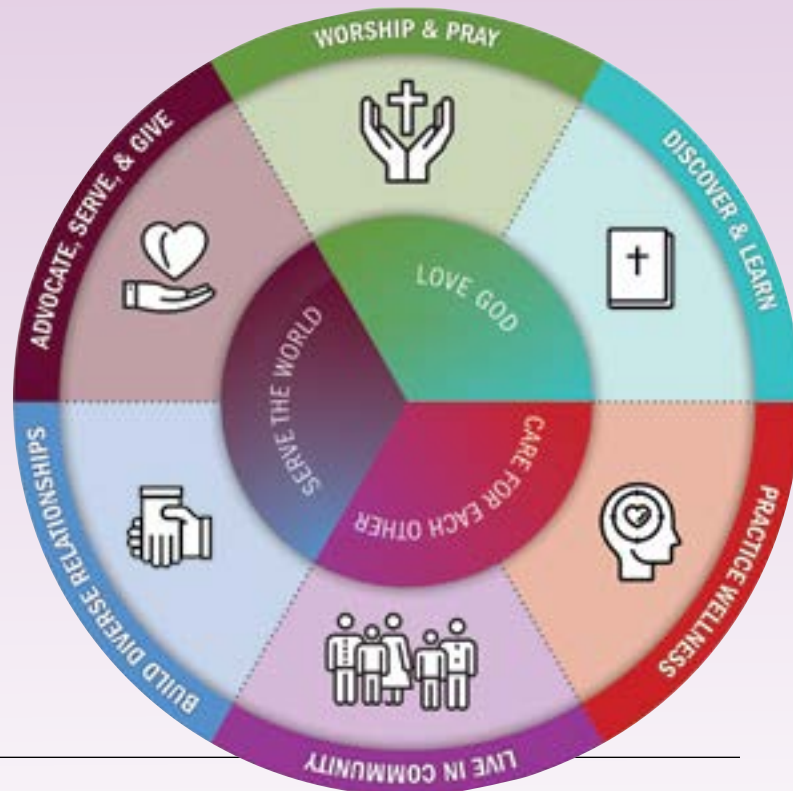 WORSHIP & PRAY
DISCOVER & LEARN
PRACTICE WELLNESS
LIVE IN COMMUNITY
BUILD DIVERSE RELATIONSHIPS
ADVOCATE, SERVE, & GIVE
LOVE GOD
CARE FOR EACH OTHER
SERVE THE WORLD